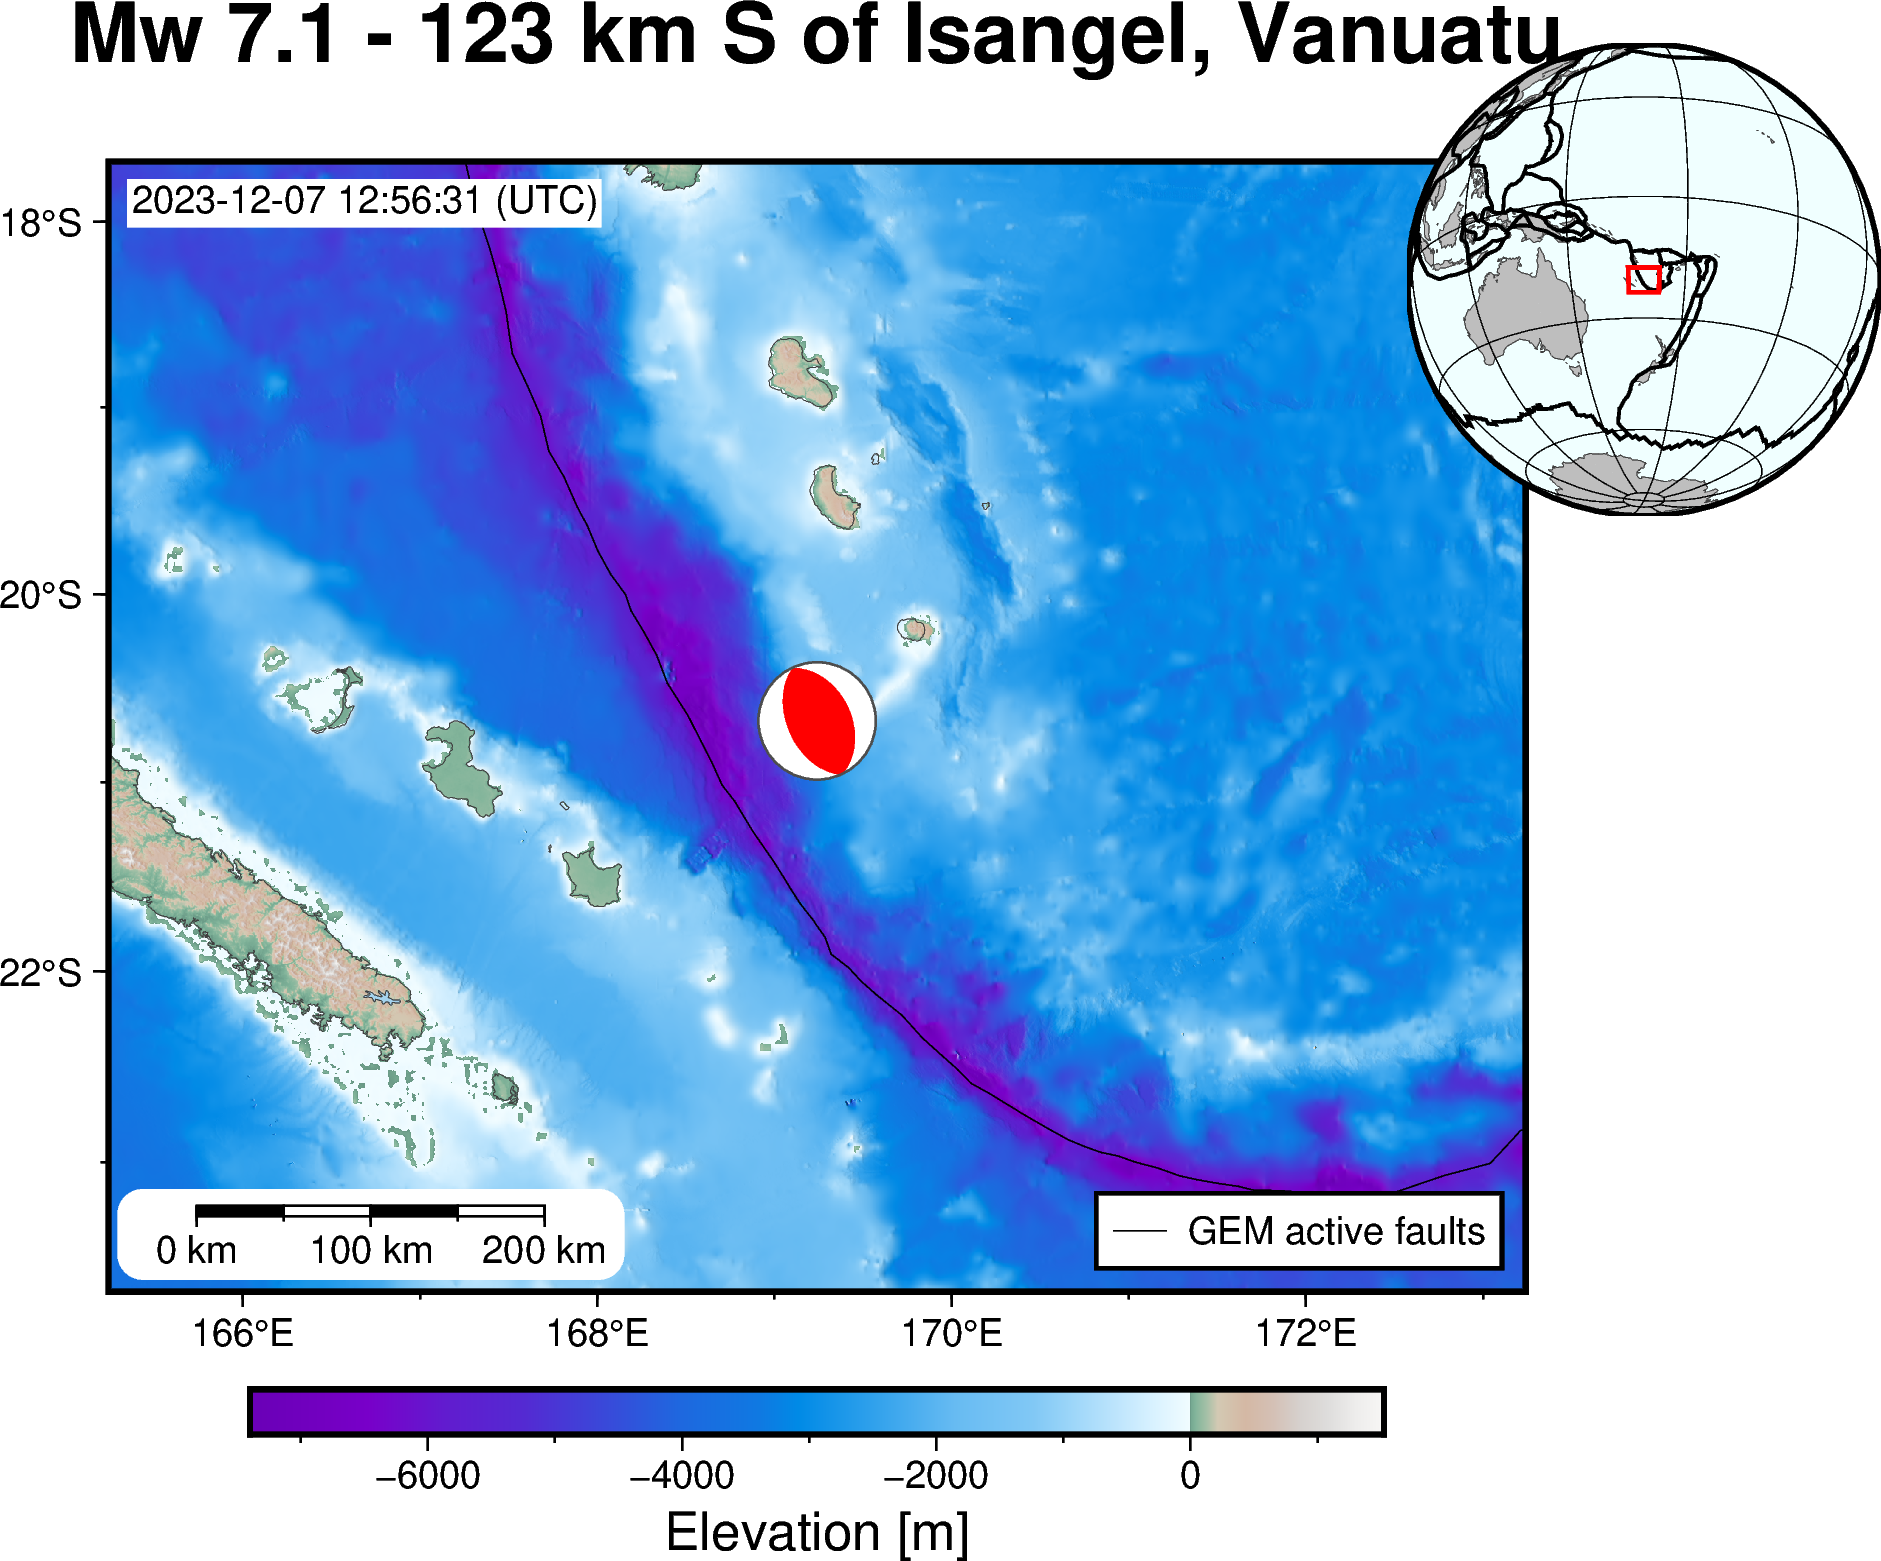 Mw 7.1 - 123 km S of Isangel, Vanuatu
2023-12-07 12:56:31 (UTC)
18°S
20°S
22°S
0 km 100 km 200 km
GEM active faults
166°E 168°E 170°E 172°E
−6000 −4000 −2000 0
Elevation [m]